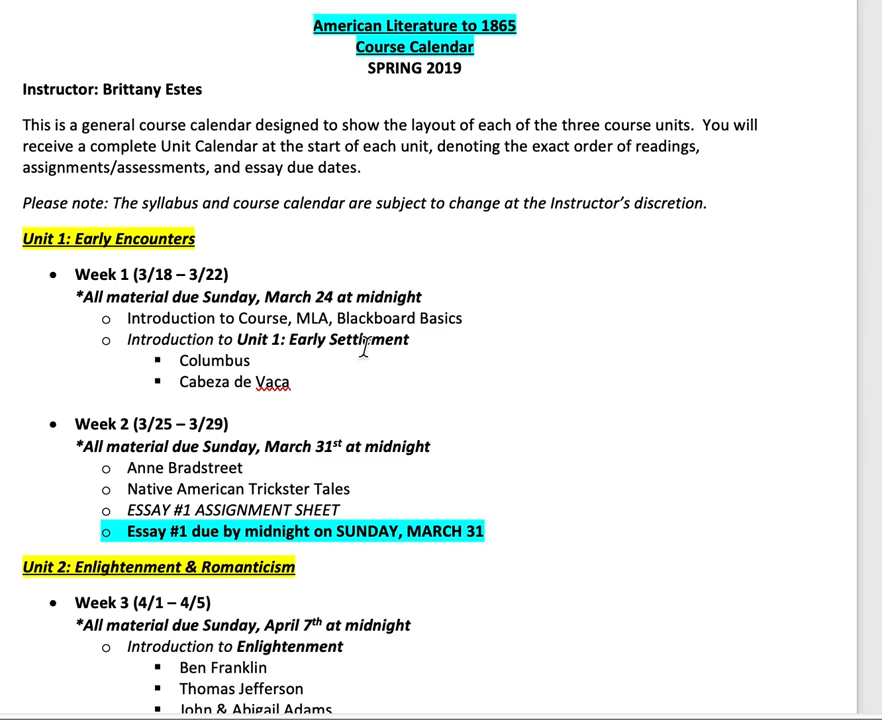 American Literature to 1865
Course Calendar
SPRING 2019
Instructor: Brittany Estes
This is a general course calendar designed to show the layout of each of the three course units.  You will
receive a complete Unit Calendar at the start of each unit, denoting the exact order of readings,
assignments/assessments, and essay due dates.
Please note: The syllabus and course calendar are subject to change at the Instructor's discretion.
Unit 1: Early Encounters
• Week 1 (3/18 – 3/22)
*All material due Sunday, March 24 at midnight
o Introduction to Course, MLA, Blackboard Basics
o Introduction to Unit 1: Early Settlement
▪ Columbus
▪ Cabeza de Vaca
• Week 2 (3/25 – 3/29)
*All material due Sunday, March 31st at midnight
o Anne Bradstreet
o Native American Trickster Tales
o ESSAY #1 ASSIGNMENT SHEET
o Essay #1 due by midnight on SUNDAY, MARCH 31
Unit 2: Enlightenment & Romanticism
• Week 3 (4/1 – 4/5)
*All material due Sunday, April 7th at midnight
o Introduction to Enlightenment
▪ Ben Franklin
▪ Thomas Jefferson
▪ John & Abigail Adams